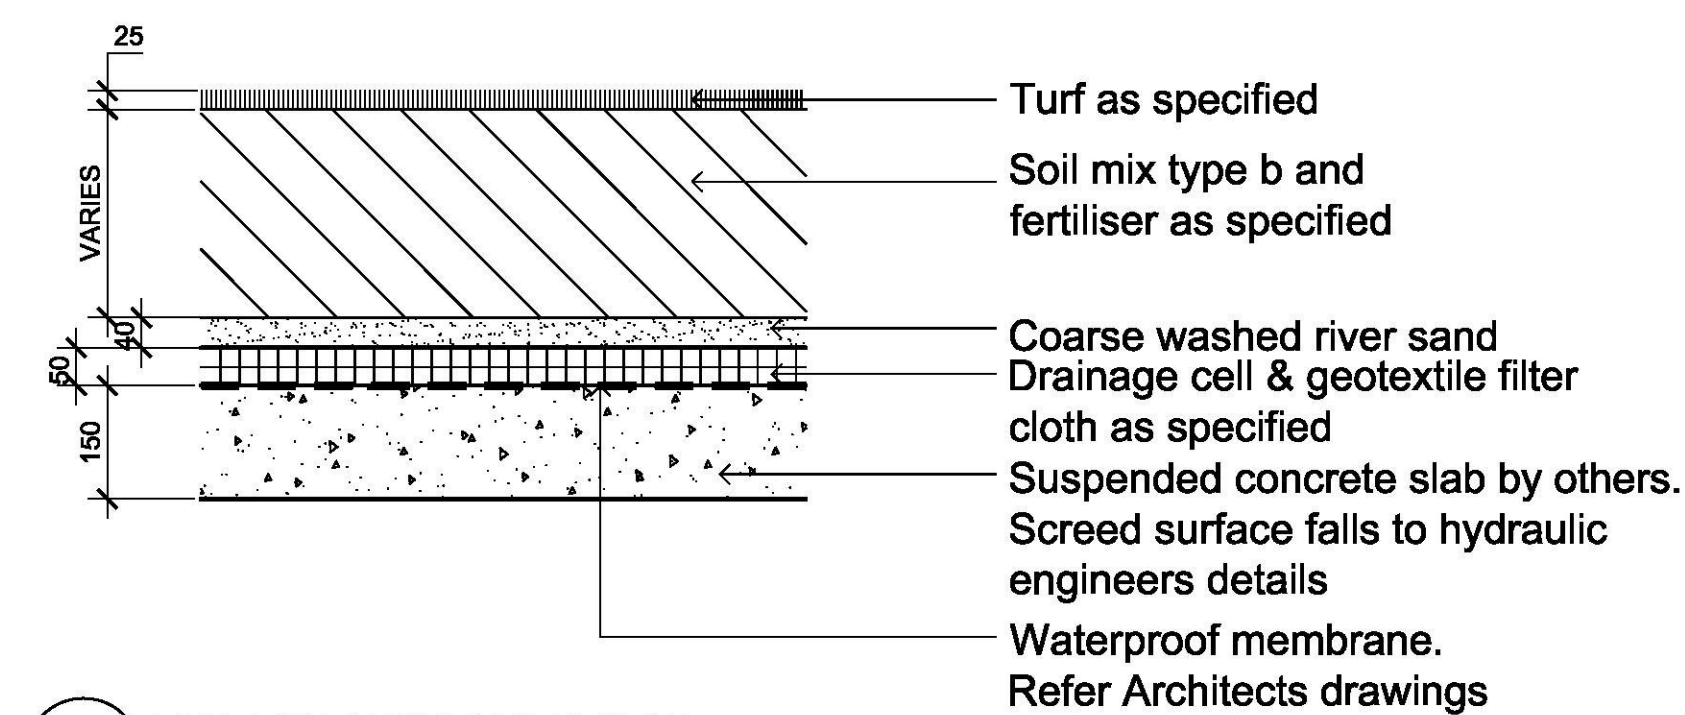 25
Turf as specified
Soil mix type b and
fertiliser as specified
VARIES
40
Coarse washed river sand
50
Drainage cell & geotextile filter
cloth as specified
150
Suspended concrete slab by others.
Screed surface falls to hydraulic
engineers details
Waterproof membrane.
Refer Architects drawings